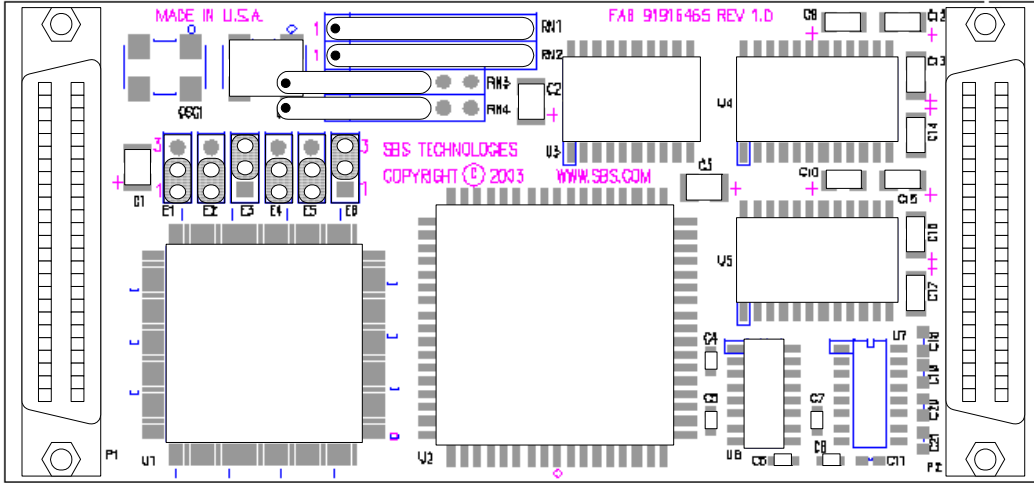 MADE IN U.S.A.
FAB 91916465 REV 1.D
1
RN1
1
RN2
RN3
RN4
OSC1
C2
C8
C12
C13
C14
U3
U4
3
3
1
1
C1
E1 E2 E3 E4 E5 E6
SBS TECHNOLOGIES
COPYRIGHT © 2003 WWW.SBS.COM
C3
C10
C15
C16
C17
U5
C4
U7
C18
C19
C20
C21
C7
C6
C5
C11
U6
P1
U1
U2
P2